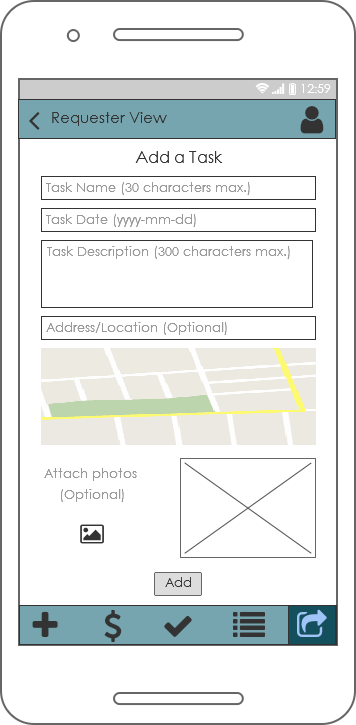 12:59
Requester View
Add a Task
Task Name (30 characters max.)
Task Date (yyyy-mm-dd)
Task Description (300 characters max.)
Address/Location (Optional)
Attach photos
(Optional)
Add
$